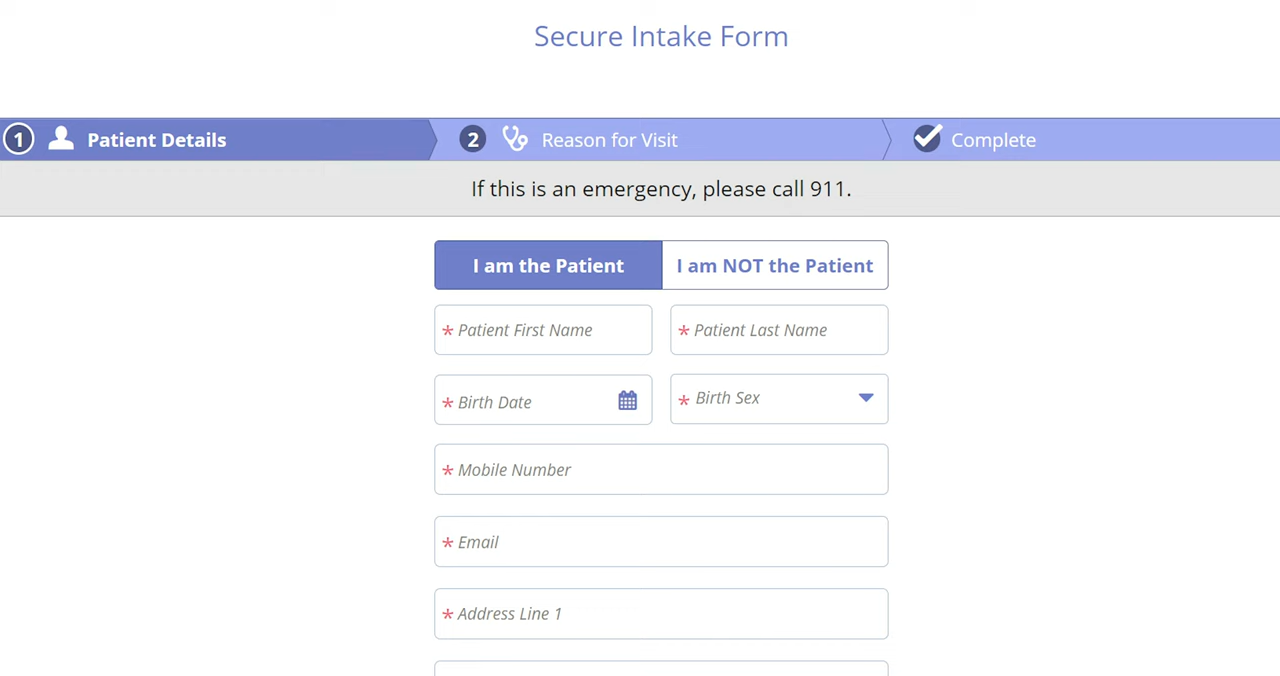 Secure Intake Form
1 Patient Details
2 Reason for Visit
Complete
If this is an emergency, please call 911.
I am the Patient
I am NOT the Patient
* Patient First Name
* Patient Last Name
* Birth Date
* Birth Sex
* Mobile Number
* Email
* Address Line 1